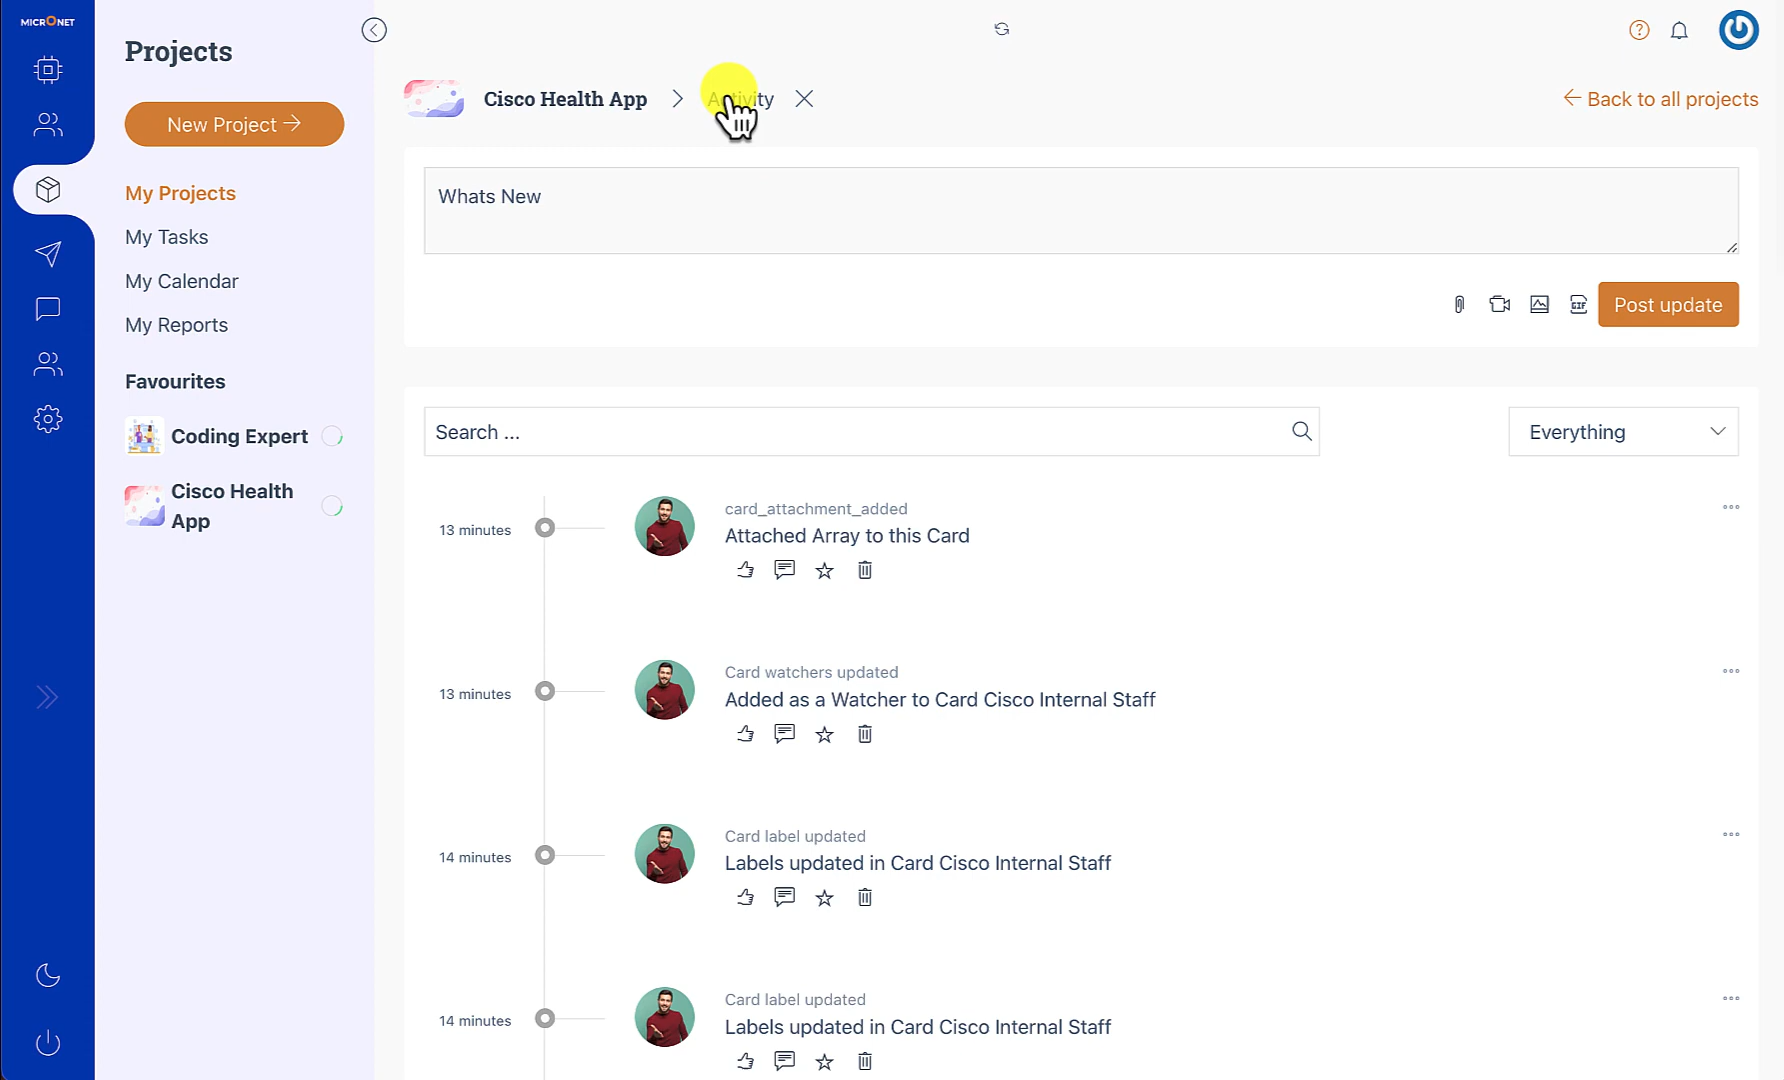 MICRONET
Projects
New Project
My Projects
My Tasks
My Calendar
My Reports
Favourites
Coding Expert
Cisco Health
App
Cisco Health App
Activity
Back to all projects
Whats New
GIF
Post update
Search ...
Everything
13 minutes
card_attachment_added
Attached Array to this Card
13 minutes
Card watchers updated
Added as a Watcher to Card Cisco Internal Staff
14 minutes
Card label updated
Labels updated in Card Cisco Internal Staff
14 minutes
Card label updated
Labels updated in Card Cisco Internal Staff